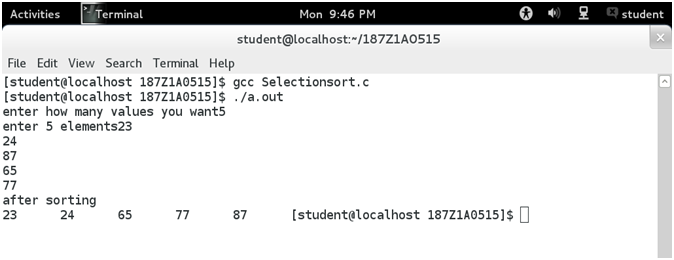 Activities Terminal Mon 9:46 PM student
student@localhost:~/187Z1A0515
File Edit View Search Terminal Help
[student@localhost 187Z1A0515]$ gcc Selectionsort.c
[student@localhost 187Z1A0515]$ ./a.out
enter how many values you want5
enter 5 elements23
24
87
65
77
after sorting
23 24 65 77 87 [student@localhost 187Z1A0515]$